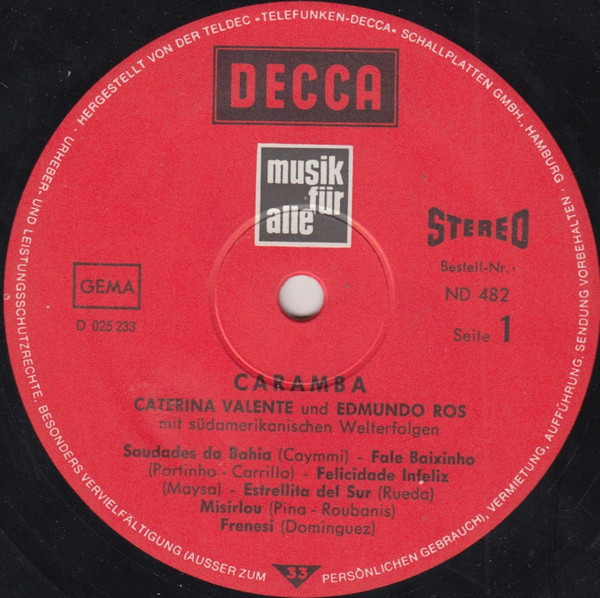 URHEBER- UND LEISTUNGSSCHUTZRECHTE. BESONDERS VERVIELFÄLTIGUNG (AUSSER ZUM PERSÖNLICHEN GEBRAUCH), VERMIETUNG, AUFFÜHRUNG, SENDUNG VORBEHALTEN · HERGESTELLT VON DER TELDEC »TELEFUNKEN-DECCA« SCHALLPLATTEN GMBH., HAMBURG ·
DECCA
musik
für
alle
STEREO
Bestell-Nr.:
ND 482
Seite 1
GEMA
D 025 233
CARAMBA
CATERINA VALENTE und EDMUNDO ROS
mit südamerikanischen Welterfolgen
Saudades da Bahia (Caymmi) - Fale Baixinho
(Portinho - Carrillo) - Felicidade Infeliz
(Maysa) - Estrellita del Sur (Rueda)
Misirlou (Pina - Roubanis)
Frenesi (Dominguez)
33